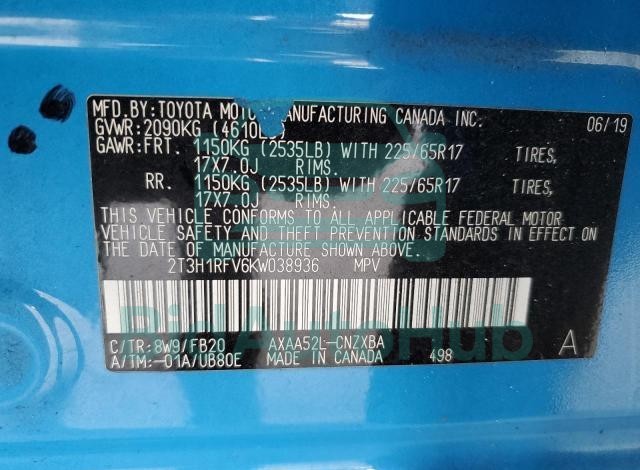 MFD.BY:TOYOTA MOTO MANUFACTURING CANADA INC. 06/19
GVWR:2090KG (4610LB)
GAWR:FRT. 1150KG (2535LB) WITH 225/65R17 TIRES,
17X7.0J RIMS.
RR. 1150KG (2535LB) WITH 225/65R17 TIRES,
17X7.0J RIMS.
THIS VEHICLE CONFORMS TO ALL APPLICABLE FEDERAL MOTOR
VEHICLE SAFETY AND THEFT PREVENTION STANDARDS IN EFFECT ON
THE DATE OF MANUFACTURE SHOWN ABOVE.
2T3H1RFV6KW038936 MPV
BidAutoHub
C/TR:8W9/FB20 AXAA52L-CNZXBA A
A/TM:-01A/UB80E MADE IN CANADA 498